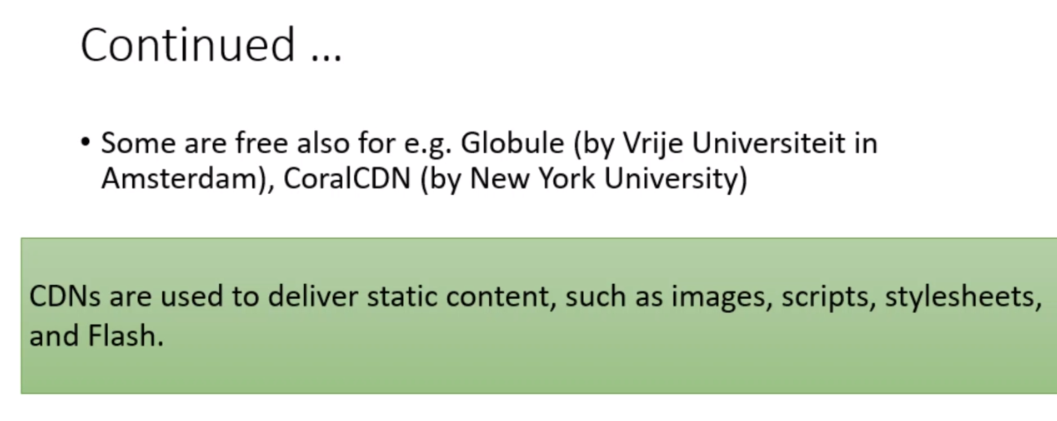 Continued ...
• Some are free also for e.g. Globule (by Vrije Universiteit in
Amsterdam), CoralCDN (by New York University)
CDNs are used to deliver static content, such as images, scripts, stylesheets,
and Flash.